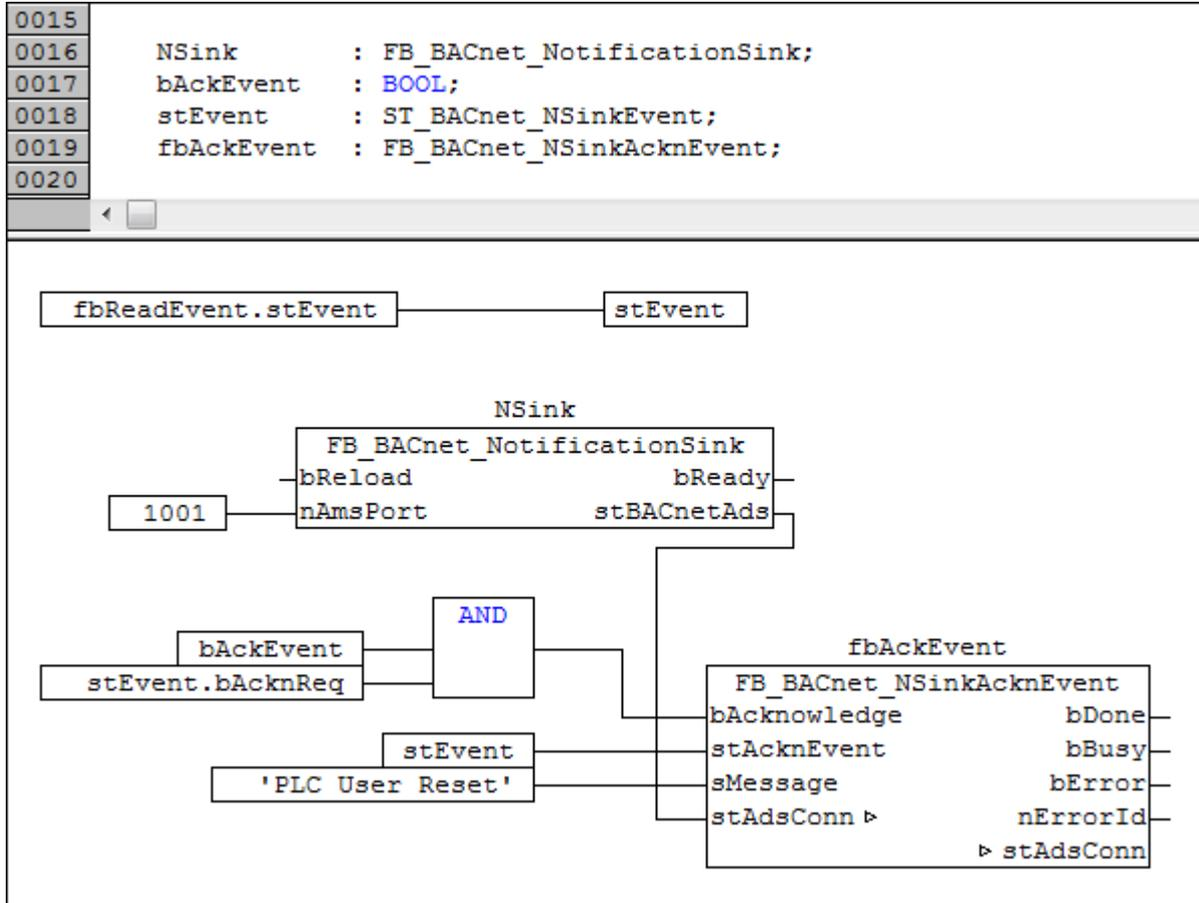 0015
0016 NSink : FB_BACnet_NotificationSink;
0017 bAckEvent : BOOL;
0018 stEvent : ST_BACnet_NSinkEvent;
0019 fbAckEvent : FB_BACnet_NSinkAcknEvent;
0020
fbReadEvent.stEvent stEvent
NSink
FB_BACnet_NotificationSink
bReload bReady
1001 nAmsPort stBACnetAds
AND
bAckEvent
stEvent.bAcknReq
fbAckEvent
FB_BACnet_NSinkAcknEvent
bAcknowledge bDone
stEvent stAcknEvent bBusy
'PLC User Reset' sMessage bError
stAdsConn nErrorId
stAdsConn